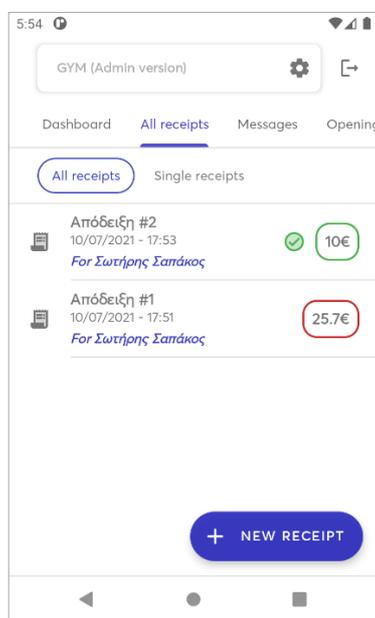 5:54
GYM (Admin version)
Dashboard All receipts Messages Opening
All receipts Single receipts
Απόδειξη #2
10/07/2021 - 17:53
For Σωτήρης Σαπάκος
10€
Απόδειξη #1
10/07/2021 - 17:51
For Σωτήρης Σαπάκος
25.7€
+ NEW RECEIPT